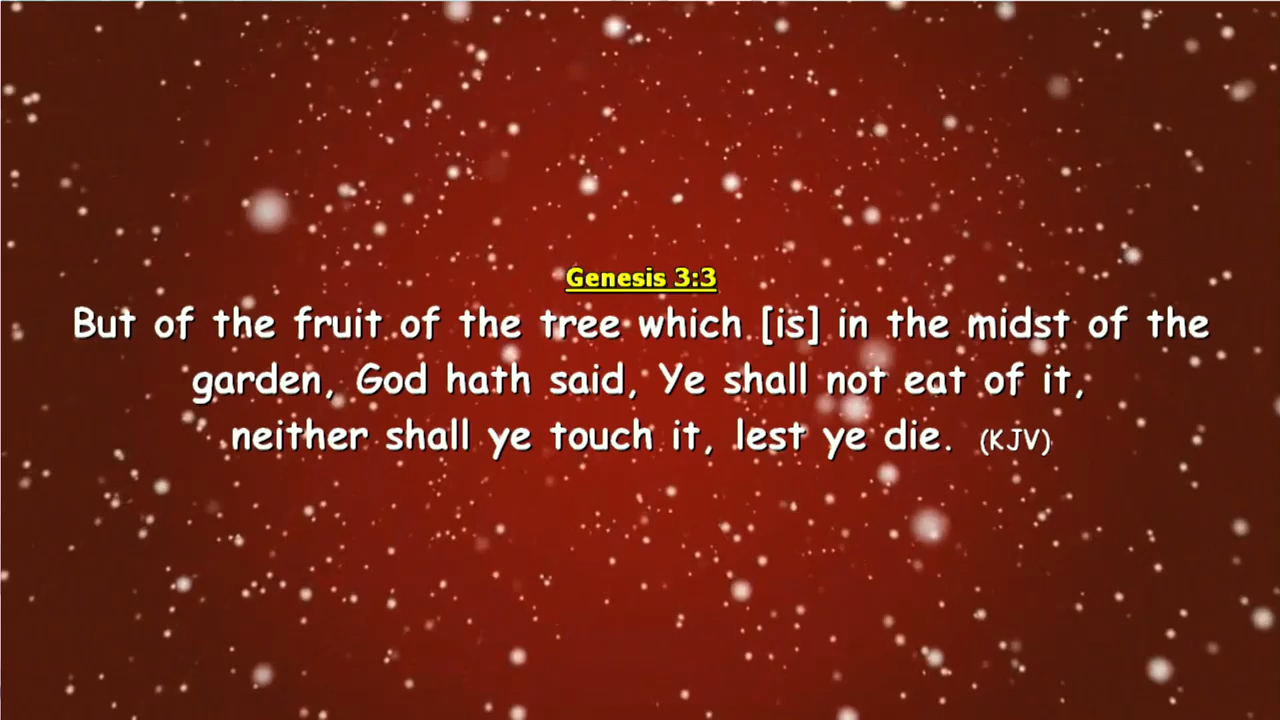 Genesis 3:3
But of the fruit of the tree which [is] in the midst of the
garden, God hath said, Ye shall not eat of it,
neither shall ye touch it, lest ye die. (KJV)